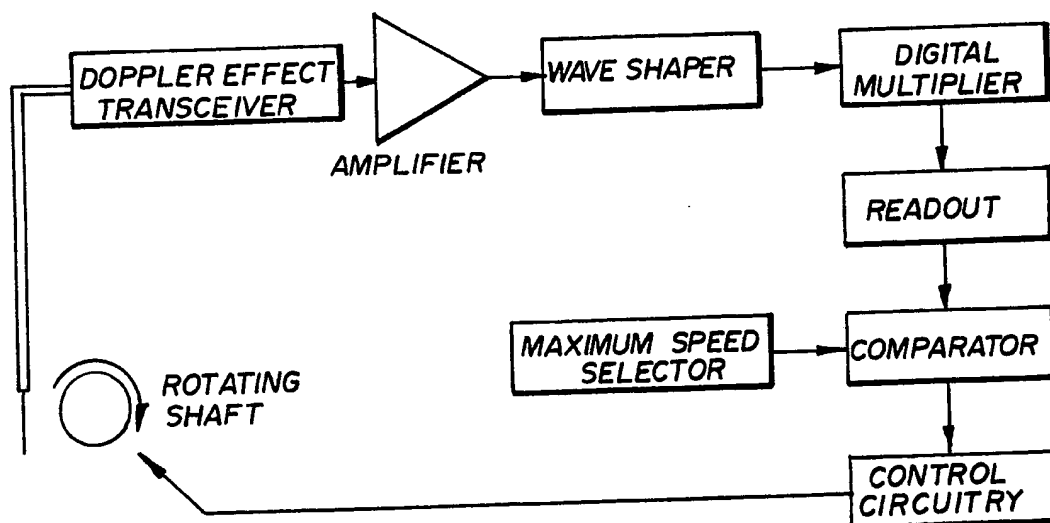 DOPPLER EFFECT
TRANSCEIVER
AMPLIFIER
WAVE SHAPER
DIGITAL
MULTIPLIER
READOUT
MAXIMUM SPEED
SELECTOR
COMPARATOR
ROTATING
SHAFT
CONTROL
CIRCUITRY